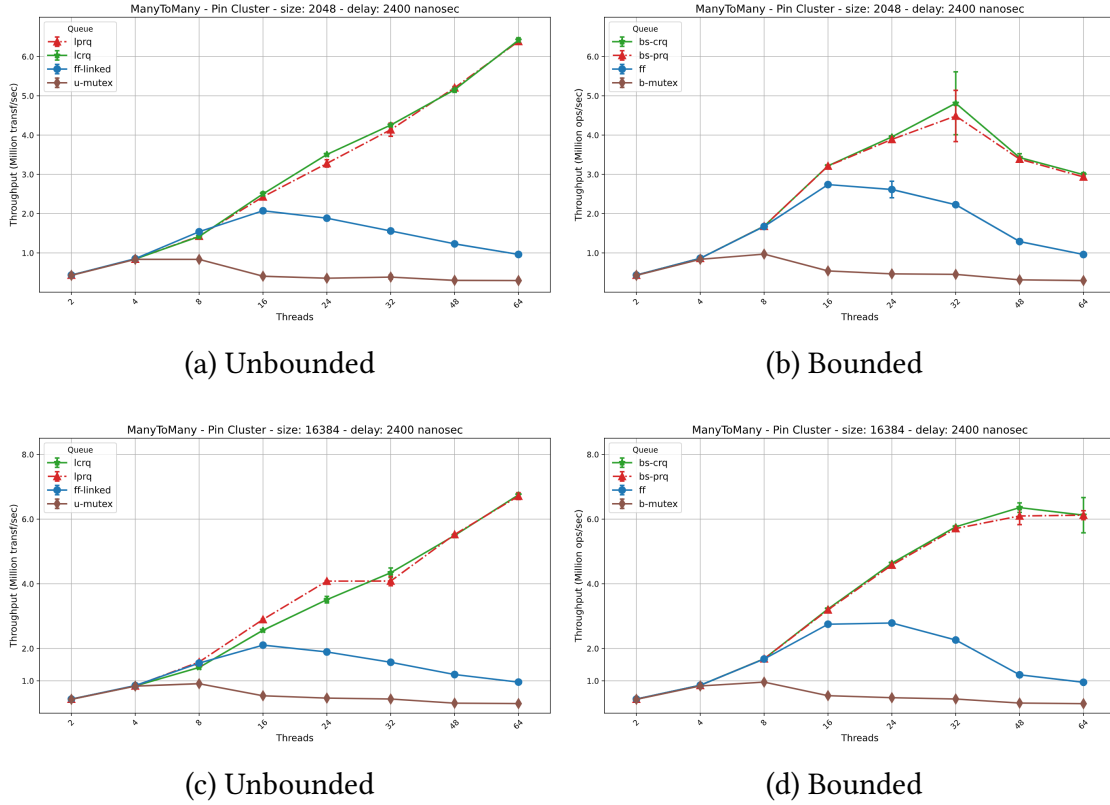 ManyToMany - Pin Cluster - size: 2048 - delay: 2400 nanosec
Queue
lprq
lcrq
ff-linked
u-mutex
Throughput (Million transf/sec)
6.0
5.0
4.0
3.0
2.0
1.0
2
4
8
16
24
32
48
64
Threads
(a) Unbounded
ManyToMany - Pin Cluster - size: 2048 - delay: 2400 nanosec
Queue
bs-crq
bs-prq
ff
b-mutex
Throughput (Million ops/sec)
6.0
5.0
4.0
3.0
2.0
1.0
2
4
8
16
24
32
48
64
Threads
(b) Bounded
ManyToMany - Pin Cluster - size: 16384 - delay: 2400 nanosec
Queue
lcrq
lprq
ff-linked
u-mutex
Throughput (Million transf/sec)
8.0
6.0
4.0
2.0
1.0
2
4
8
16
24
32
48
64
Threads
(c) Unbounded
ManyToMany - Pin Cluster - size: 16384 - delay: 2400 nanosec
Queue
bs-crq
bs-prq
ff
b-mutex
Throughput (Million ops/sec)
8.0
6.0
4.0
2.0
1.0
2
4
8
16
24
32
48
64
Threads
(d) Bounded